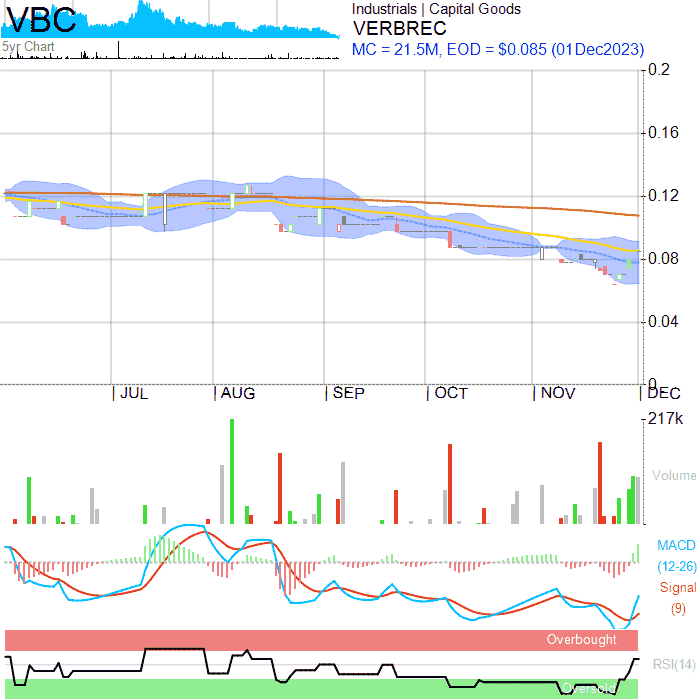 VBC
Industrials | Capital Goods
VERBREC
MC = 21.5M, EOD = $0.085 (01Dec2023)
5yr Chart
0.2
0.16
0.12
0.08
0.04
0
JUL AUG SEP OCT NOV DEC
217k
Volume
MACD
(12-26)
Signal
(9)
Overbought
RSI(14)
Oversold